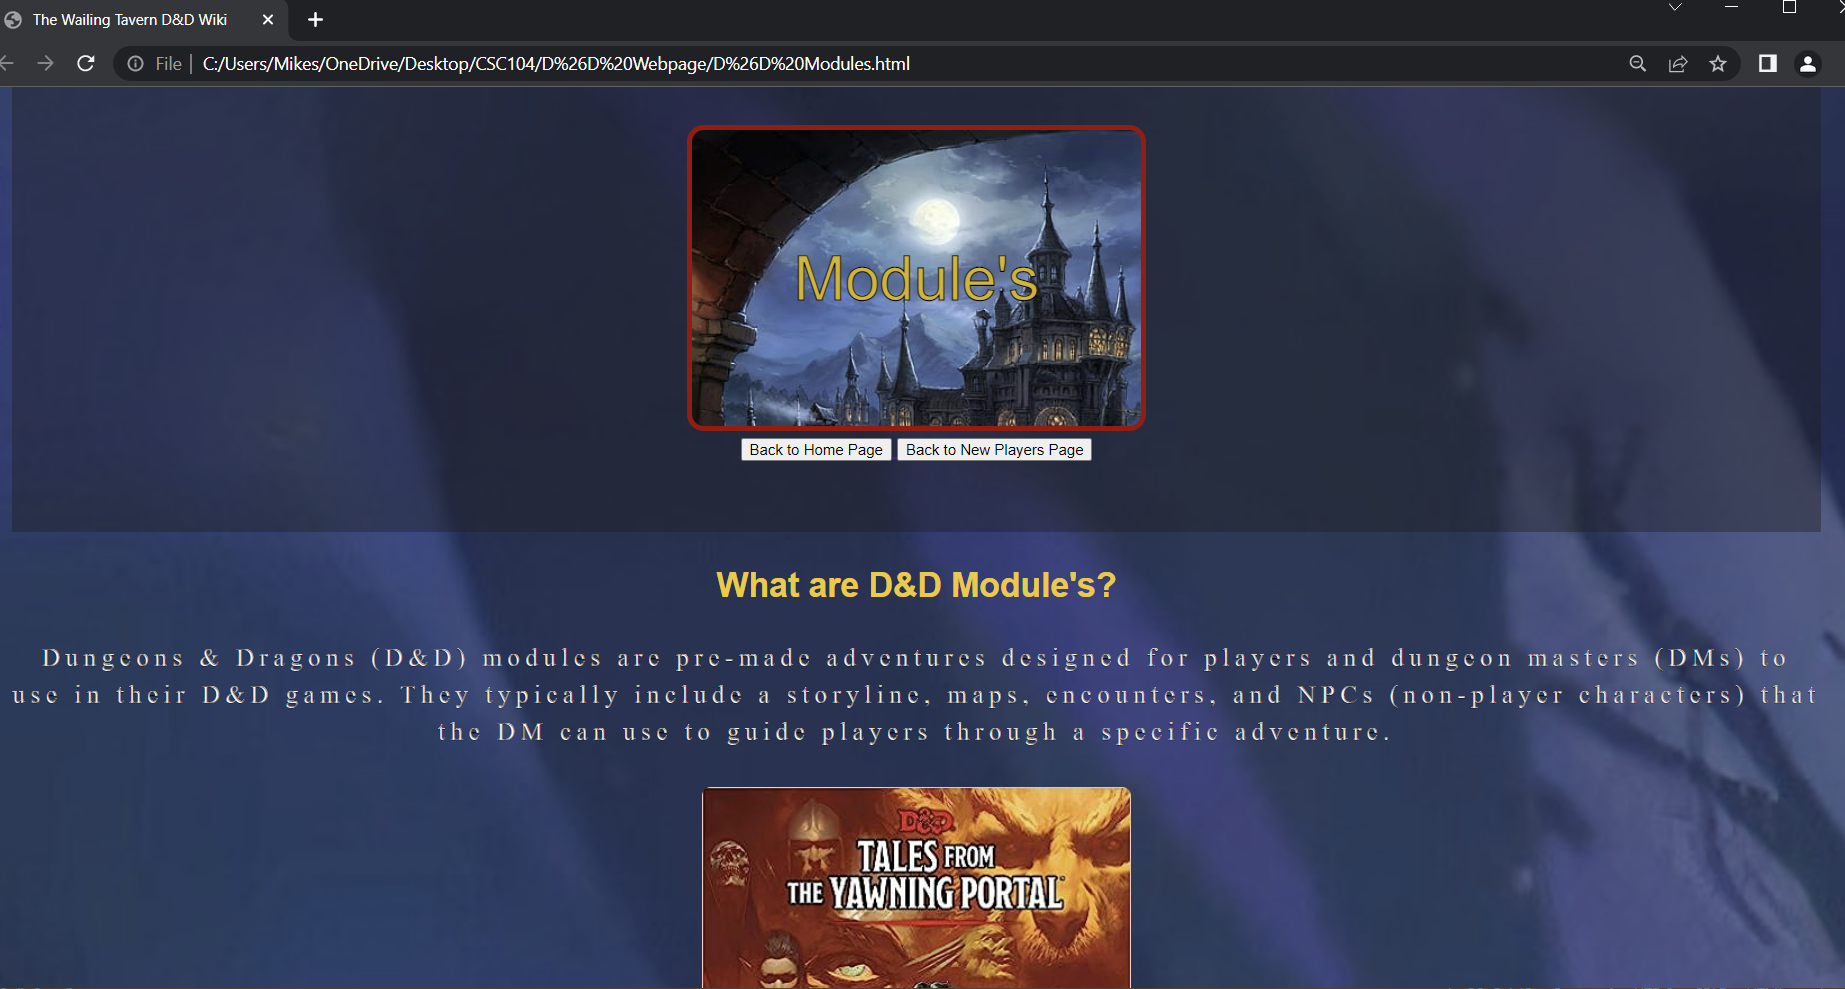 The Wailing Tavern D&D Wiki
File | C:/Users/Mikes/OneDrive/Desktop/CSC104/D%26D%20Webpage/D%26D%20Modules.html
Module's
Back to Home Page Back to New Players Page
What are D&D Module's?
Dungeons & Dragons (D&D) modules are pre-made adventures designed for players and dungeon masters (DMs) to
use in their D&D games. They typically include a storyline, maps, encounters, and NPCs (non-player characters) that
the DM can use to guide players through a specific adventure.
D&D
TALES FROM
THE YAWNING PORTAL